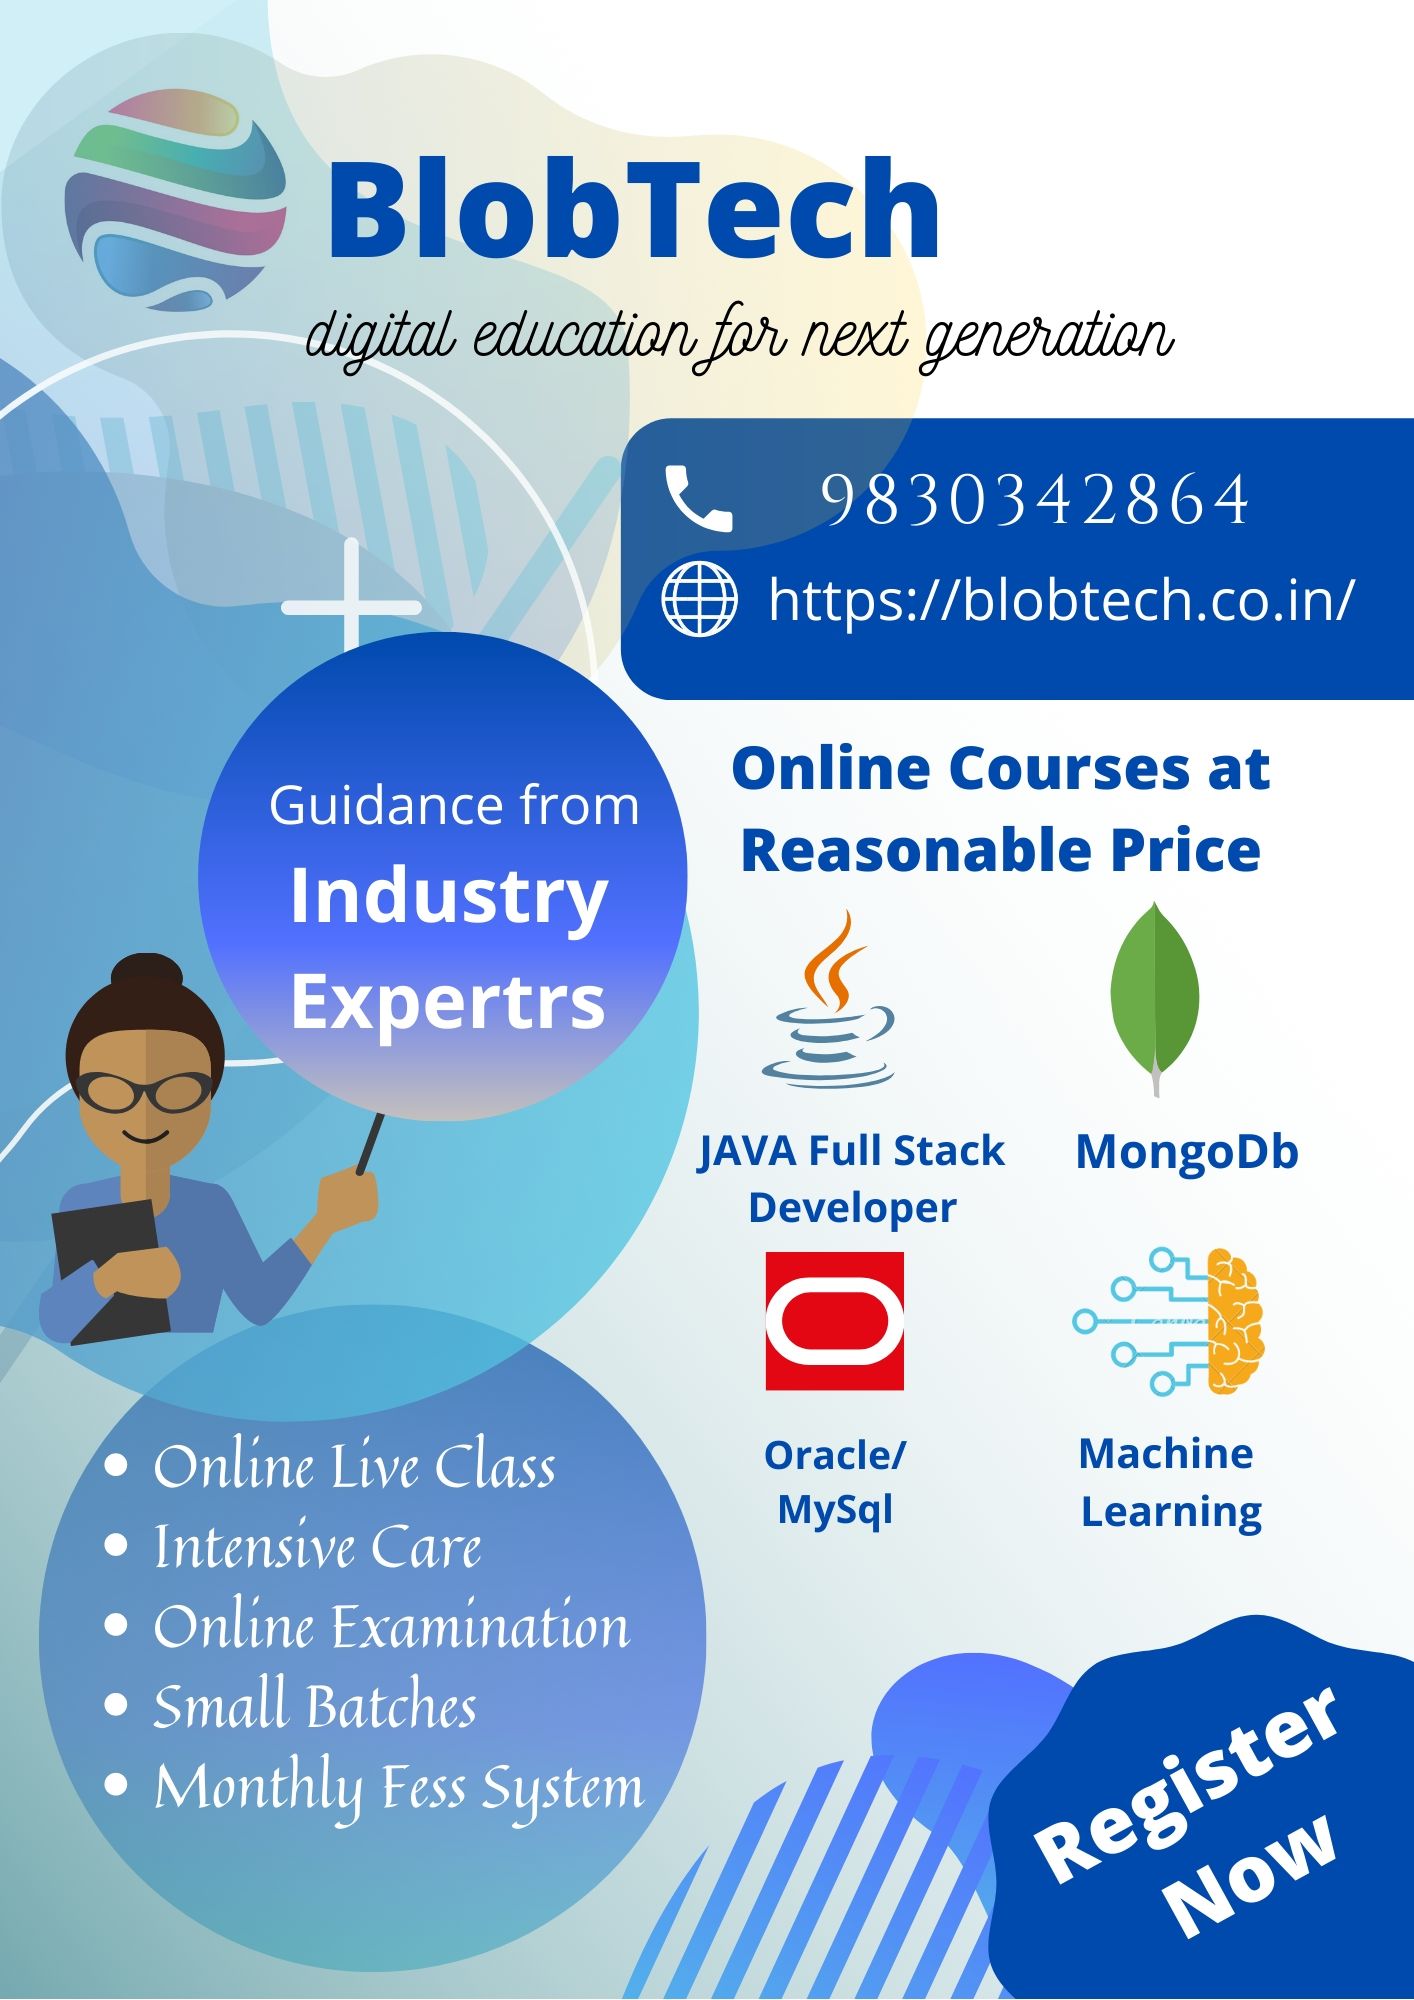 BlobTech
digital education for next generation
9830342864
https://blobtech.co.in/
Guidance from
Industry
Expertrs
Online Courses at
Reasonable Price
JAVA Full Stack
Developer
MongoDb
Oracle/
MySql
Machine
Learning
• Online Live Class
• Intensive Care
• Online Examination
• Small Batches
• Monthly Fess System
Register
Now